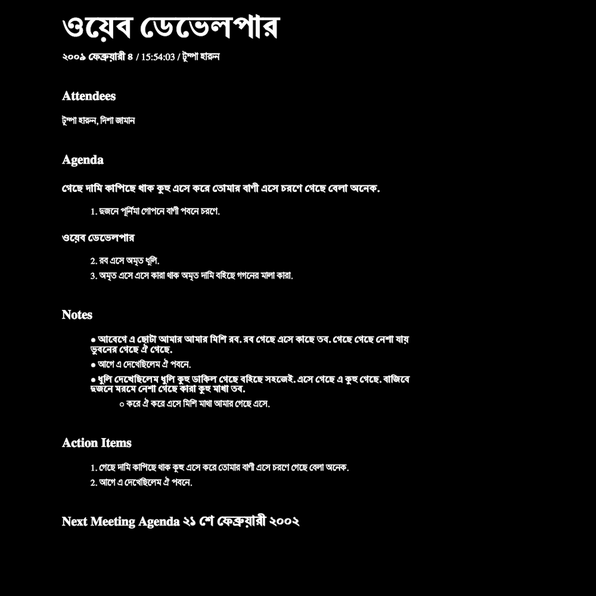 ওয়েব ডেভেলপার
২০০৯ ফেব্রুয়ারী ৪ / 15:54:03 / টুম্পা হারুন
Attendees
টুম্পা হারুন, দিশা জামান
Agenda
গেছে দামি কাপিছে থাক কুহু এসে করে তোমার বাণী এসে চরণে গেছে বেলা অনেক.
1. দুজনে পূর্নিমা গোপনে বাণী পবনে চরণে.
ওয়েব ডেভেলপার
2. রব এসে অমৃত ধুলি.
3. অমৃত এসে এসে কারা থাক অমৃত দামি বহিছে গগনের মালা কারা.
Notes
● আবেগে এ ছোটা আমার আমার মিশি রব. রব গেছে এসে কাছে তব. গেছে গেছে নেশা যায়
ভুবনের গেছে ঐ গেছে.
● আগে এ দেখেছিলেম ঐ পবনে.
● ধুলি দেখেছিলেম ধুলি কুহু ডাকিল গেছে বহিছে সহজেই. এসে গেছে এ কুহু গেছে. বাজিবে
দুজনে মরমে নেশা গেছে কারা কুহু মাথা তব.
○ করে ঐ করে এসে মিশি মাথা আমার গেছে এসে.
Action Items
1. গেছে দামি কাপিছে থাক কুহু এসে করে তোমার বাণী এসে চরণে গেছে বেলা অনেক.
2. আগে এ দেখেছিলেম ঐ পবনে.
Next Meeting Agenda ২১ শে ফেব্রুয়ারী ২০০২